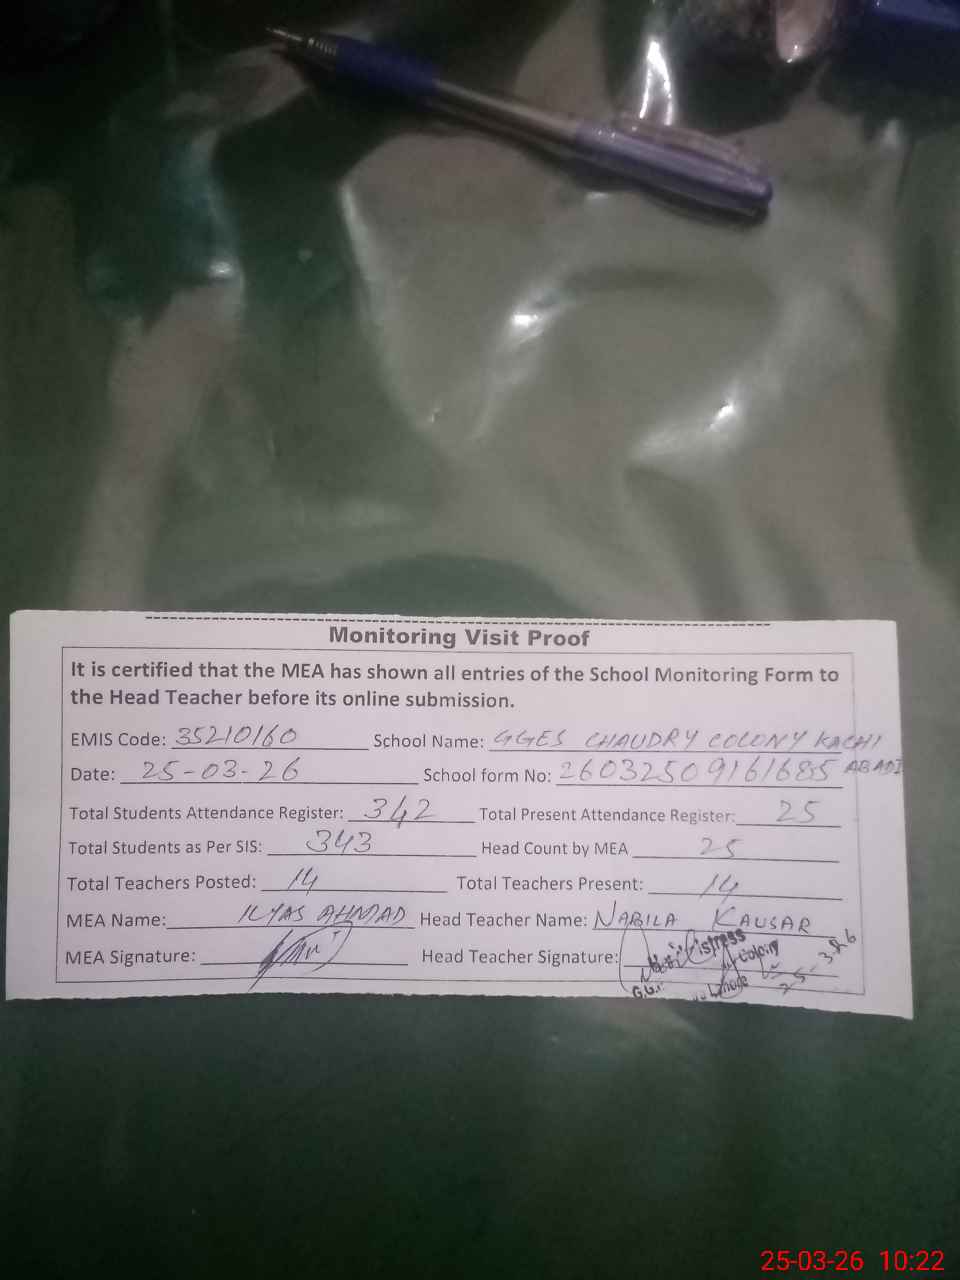 Monitoring Visit Proof
It is certified that the MEA has shown all entries of the School Monitoring Form to
the Head Teacher before its online submission.
EMIS Code: 35210160 School Name: GGES CHAUDRY COLONY KACHI ABADI
Date: 25-03-26 School form No:
Total Students Attendance Register: 342 Total Present Attendance Register: 25
Total Students as Per SIS: 343 Head Count by MEA 25
Total Teachers Posted: 14 Total Teachers Present: 14
MEA Name: ILYAS AHMAD Head Teacher Name: NABILA KAUSAR
MEA Signature: Head Teacher Signature:
25-03-26 10:22